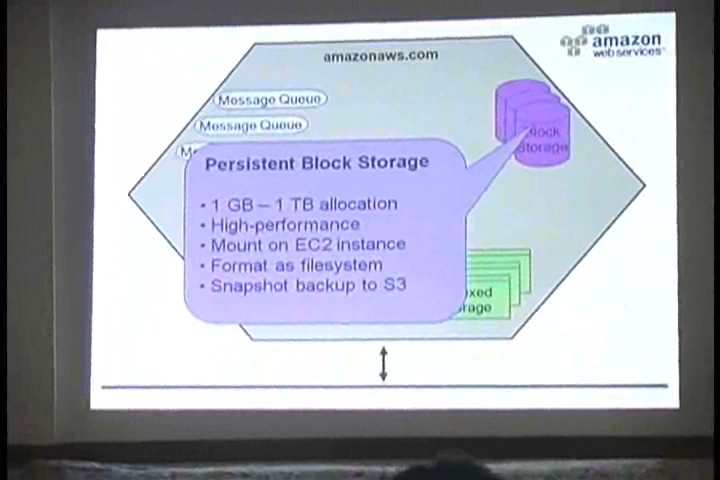 amazon
web services™
amazonaws.com
Message Queue
Message Queue
Block
Storage
Persistent Block Storage
• 1 GB – 1 TB allocation
• High-performance
• Mount on EC2 instance
• Format as filesystem
• Snapshot backup to S3